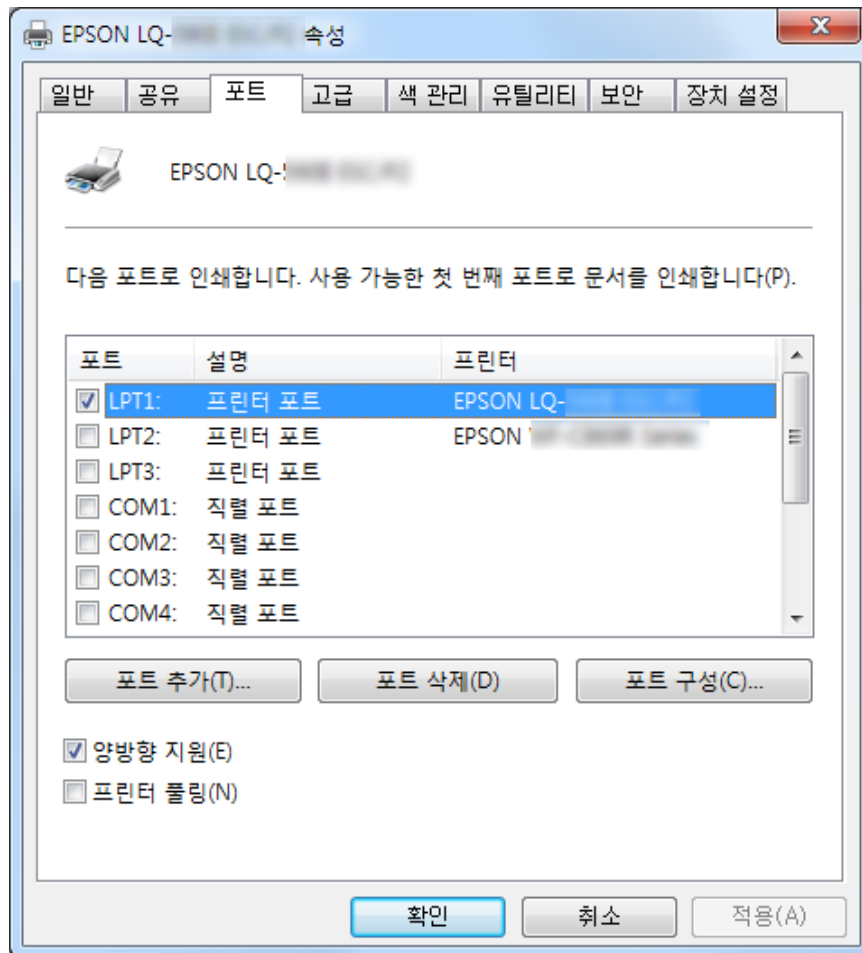 EPSON LQ- 속성
일반 공유 포트 고급 색 관리 유틸리티 보안 장치 설정
EPSON LQ-
다음 포트로 인쇄합니다. 사용 가능한 첫 번째 포트로 문서를 인쇄합니다(P).
포트 설명 프린터
LPT1: 프린터 포트 EPSON LQ-
LPT2: 프린터 포트 EPSON
LPT3: 프린터 포트
COM1: 직렬 포트
COM2: 직렬 포트
COM3: 직렬 포트
COM4: 직렬 포트
포트 추가(T)... 포트 삭제(D) 포트 구성(C)...
양방향 지원(E)
프린터 풀링(N)
확인 취소 적용(A)